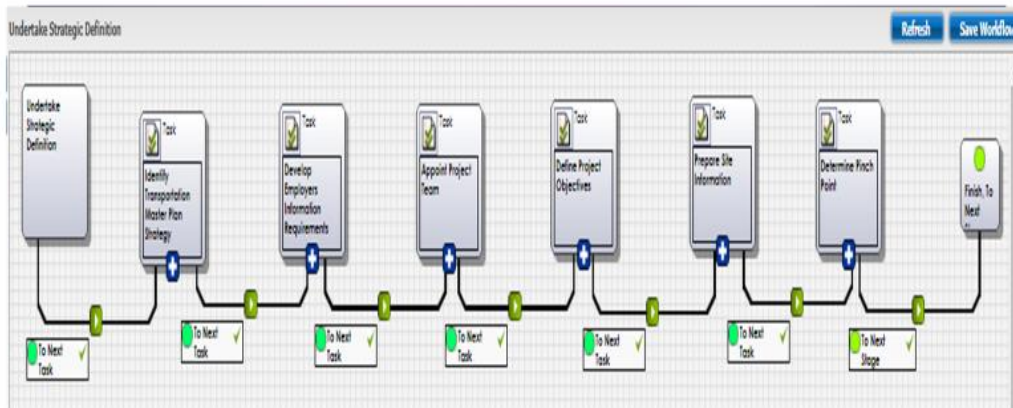 Undertake Strategic Definition
Refresh
Save Workflow
Undertake
Strategic
Definition
Task
Identify
Transportation
Master Plan
Strategy
Task
Develop
Employers
Information
Requirements
Task
Appoint Project
Team
Task
Define Project
Objectives
Task
Prepare Site
Information
Task
Determine Pinch
Point
Finish, To
Next
To Next
Task
To Next
Task
To Next
Task
To Next
Task
To Next
Task
To Next
Task
To Next
Stage